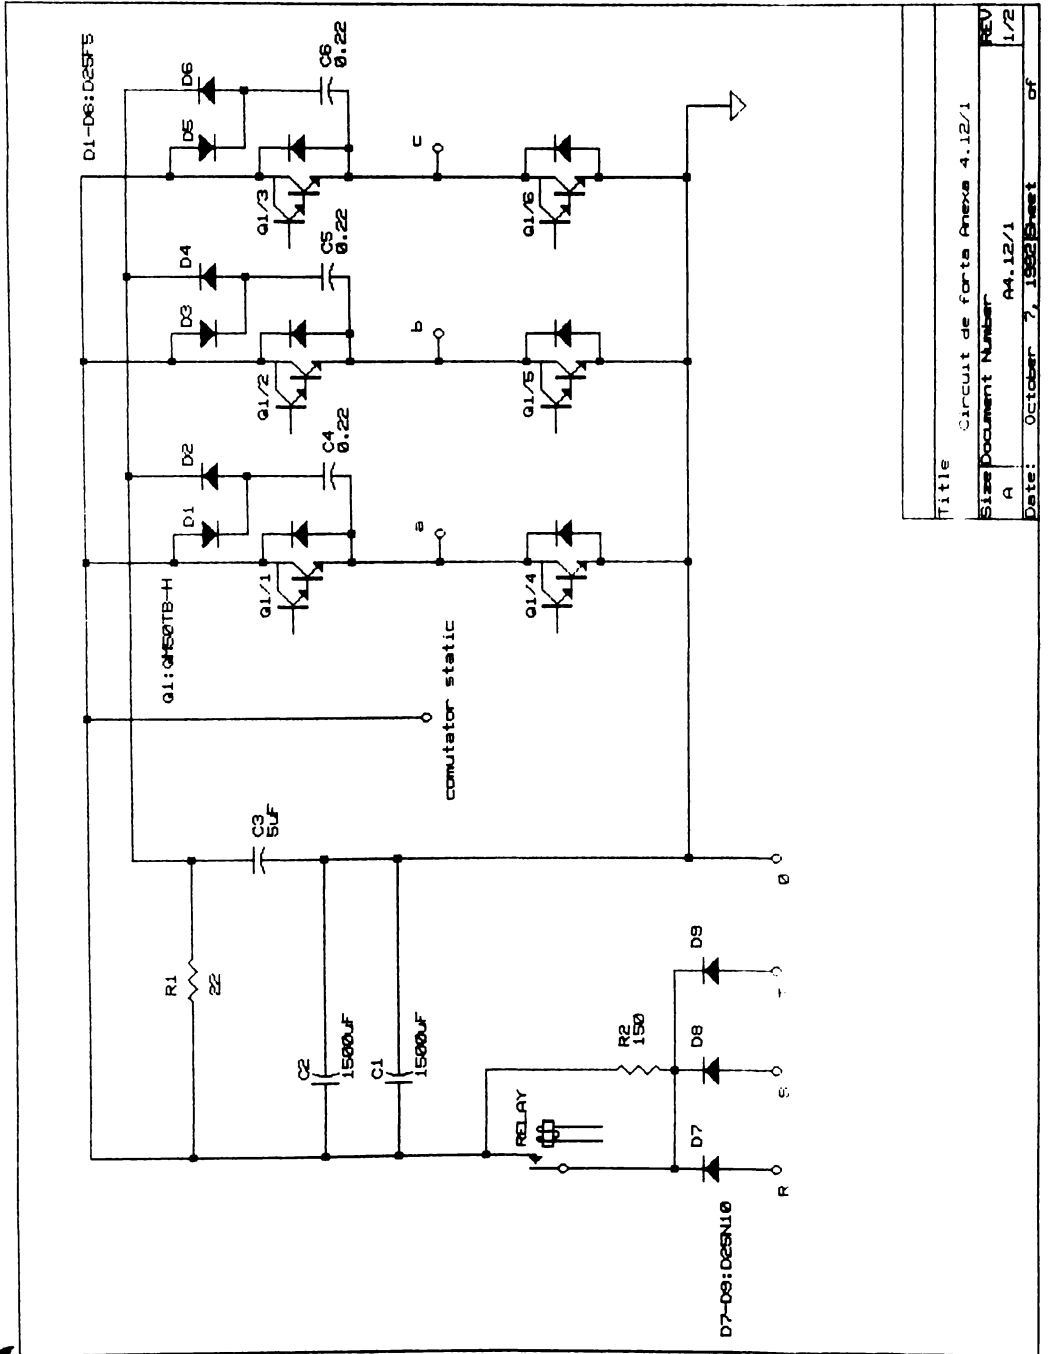 D1-D6:D25F5
D5
D6
C6
0.22
Q1/3
c
Q1/6
D3
D4
C5
0.22
Q1/2
b
Q1/5
D1
D2
C4
0.22
Q1/1
a
Q1/4
Q1:QM50TB-H
comutator static
C3
5uF
R1
22
C2
1500uF
C1
1500uF
0
RELAY
R2
150
D7
D8
D9
R
S
D7-D9:D25N10
Title
Circuit de forta Anexa 4.12/1
Size Document Number
REV
A
A4.12/1
1/2
Date: October 7, 1992 Sheet of